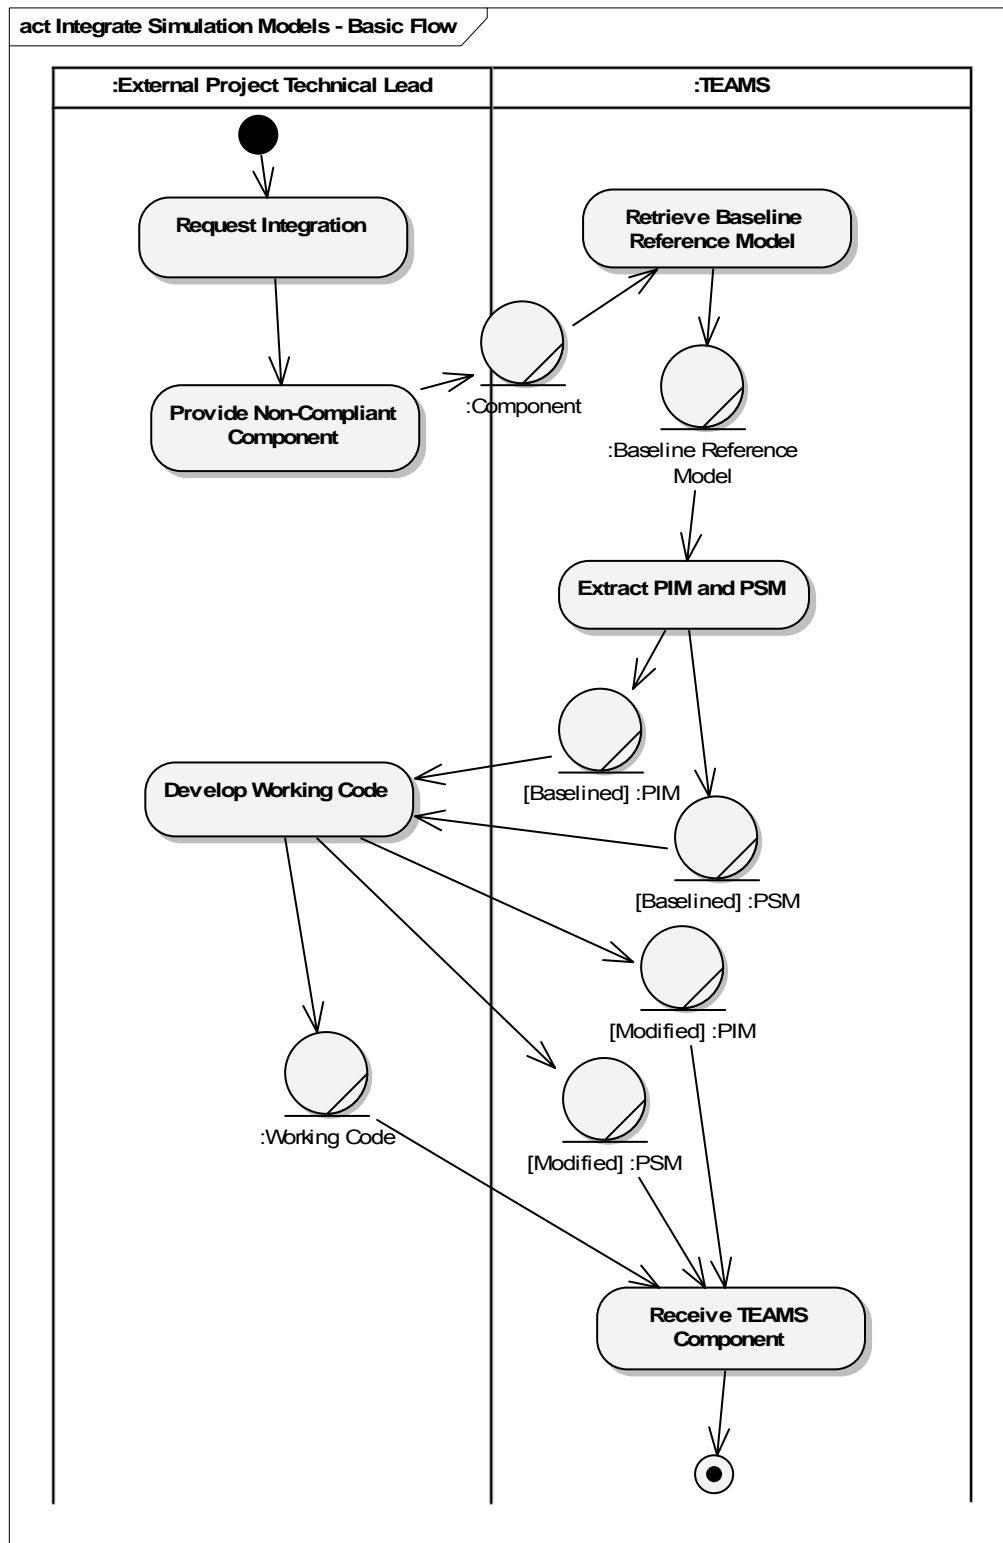 act Integrate Simulation Models - Basic Flow
:External Project Technical Lead
:TEAMS
Request Integration
Retrieve Baseline
Reference Model
Provide Non-Compliant
Component
:Component
:Baseline Reference
Model
Extract PIM and PSM
[Baselined] :PIM
Develop Working Code
[Baselined] :PSM
[Modified] :PIM
:Working Code
[Modified] :PSM
Receive TEAMS
Component